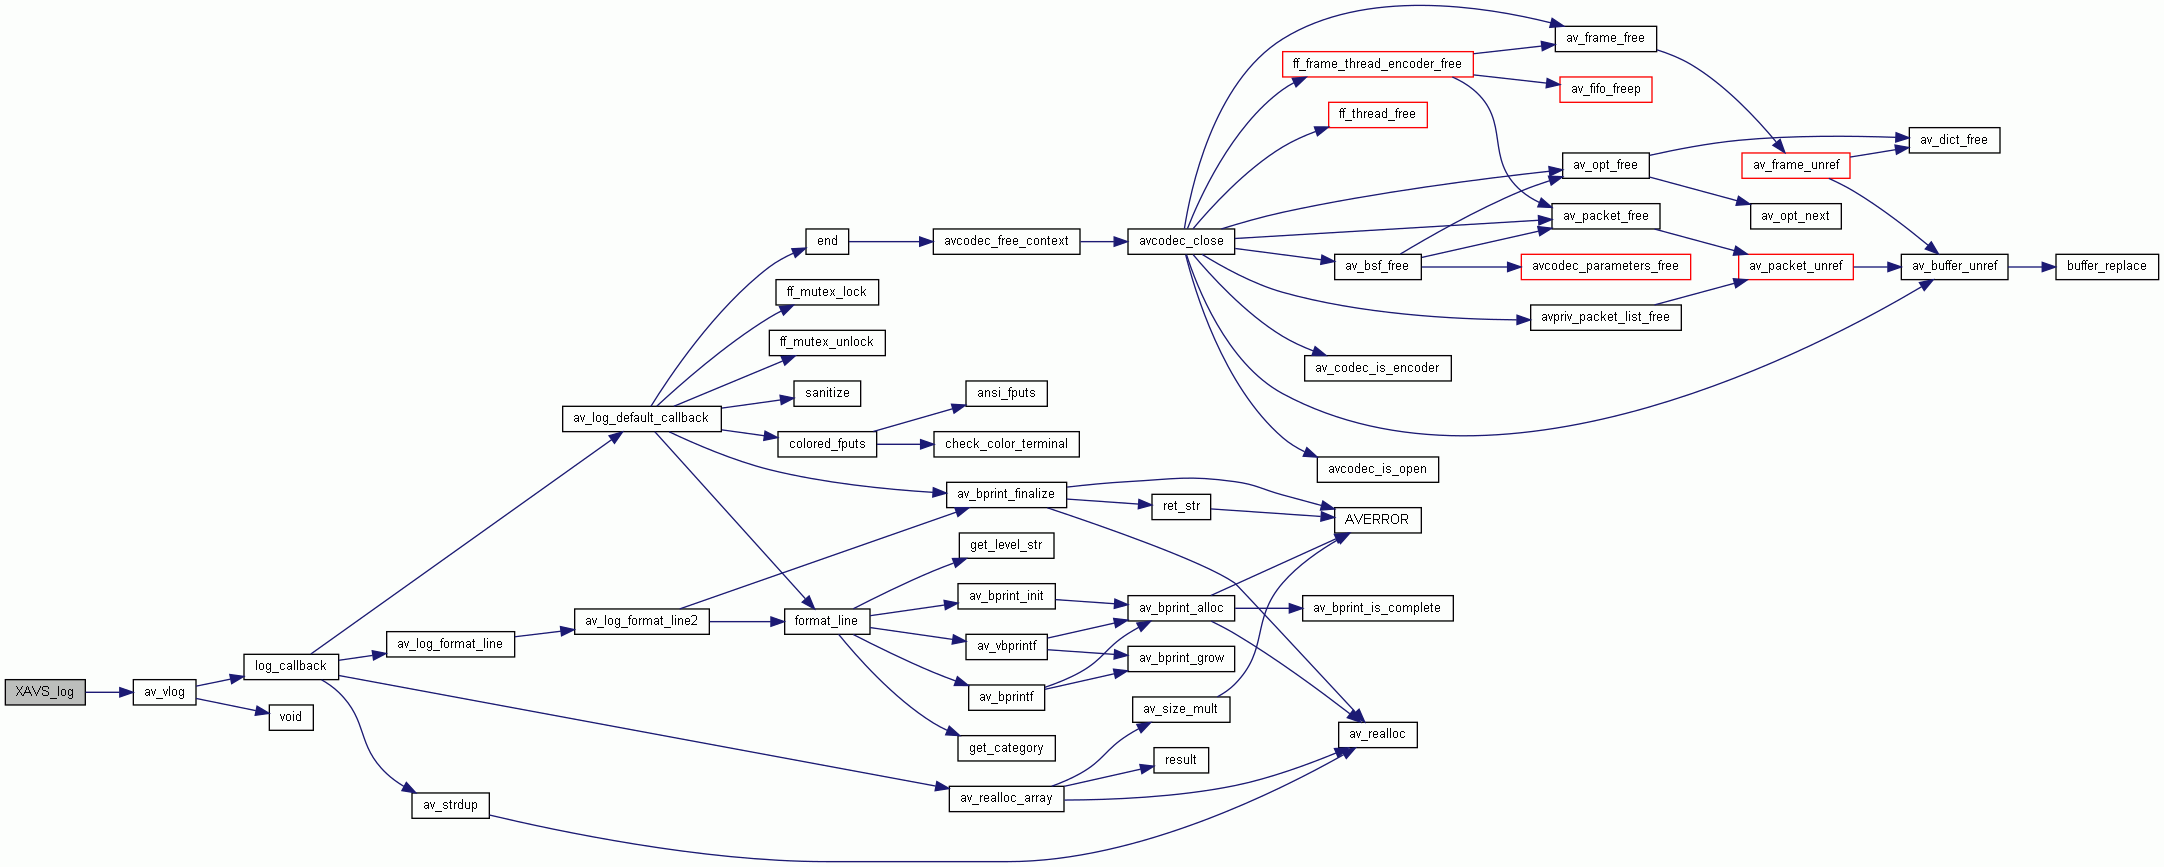 XAVS_log
av_vlog
log_callback
void
av_log_default_callback
av_log_format_line
av_strdup
av_log_format_line2
end
ff_mutex_lock
ff_mutex_unlock
sanitize
colored_fputs
format_line
avcodec_free_context
ansi_fputs
check_color_terminal
av_bprint_finalize
get_level_str
av_bprint_init
av_vbprintf
av_bprintf
get_category
av_realloc_array
avcodec_close
ret_str
av_bprint_alloc
av_bprint_grow
av_size_mult
result
ff_frame_thread_encoder_free
ff_thread_free
av_bsf_free
av_codec_is_encoder
avcodec_is_open
AVERROR
av_bprint_is_complete
av_realloc
av_frame_free
av_fifo_freep
av_opt_free
av_packet_free
avcodec_parameters_free
avpriv_packet_list_free
av_frame_unref
av_opt_next
av_packet_unref
av_dict_free
av_buffer_unref
buffer_replace